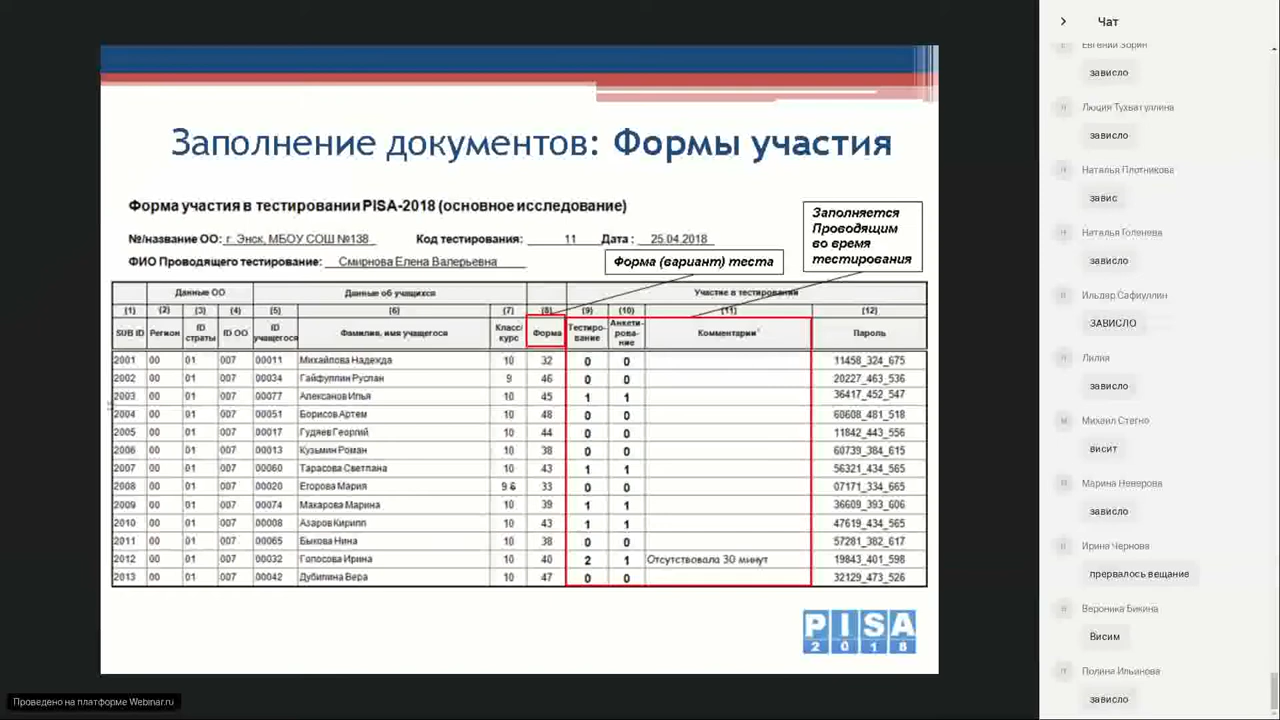 Заполнение документов: Формы участия
Форма участия в тестировании PISA-2018 (основное исследование)
№/название ОО: г. Энск, МБОУ СОШ №138 Код тестирования: 11 Дата : 25.04.2018
ФИО Проводящего тестирование: Смирнова Елена Валерьевна
Форма (вариант) теста
Заполняется
Проводящим
во время
тестирования
Данные ОО Данные об учащихся Участие в тестировании
(1) (2) (3) (4) (5) (6) (7) (8) (9) (10) (11) (12)
SUB ID Регион ID страты ID ОО ID учащегося Фамилия, имя учащегося Класс/курс Форма Тестиро-вание Анкети-рова-ние Комментарии Пароль
2001 00 01 007 00011 Михайлова Надежда 10 32 0 0 11458_324_675
2002 00 01 007 00034 Гайфуллин Руслан 9 46 0 0 20227_463_536
2003 00 01 007 00077 Алексанов Илья 10 45 1 1 36417_452_547
2004 00 01 007 00051 Борисов Артем 10 48 0 0 60608_481_518
2005 00 01 007 00017 Гудяев Георгий 10 44 0 0 11842_443_556
2006 00 01 007 00013 Кузьмин Роман 10 38 0 0 60739_384_615
2007 00 01 007 00060 Тарасова Светлана 10 43 1 1 56321_434_565
2008 00 01 007 00020 Егорова Мария 9 б 33 0 0 07171_334_665
2009 00 01 007 00074 Макарова Марина 10 39 1 1 36609_393_606
2010 00 01 007 00008 Азаров Кирилл 10 43 1 1 47619_434_565
2011 00 01 007 00065 Быкова Нина 10 38 0 0 57281_382_617
2012 00 01 007 00032 Голосова Ирина 10 40 2 1 Отсутствовала 30 минут 19843_401_598
2013 00 01 007 00042 Дубилина Вера 10 47 0 0 32129_473_526
PISA
2018
Проведено на платформе Webinar.ru
Чат
Евгений Зорин
зависло
Люция Тухватуллина
зависло
Наталья Плотникова
завис
Наталья Голенева
зависло
Ильдар Сафиуллин
ЗАВИСЛО
Лилия
зависло
Михаил Стегно
висит
Марина Неверова
зависло
Ирина Чернова
прервалось вещание
Вероника Бикина
Висим
Полина Ильинова
зависло